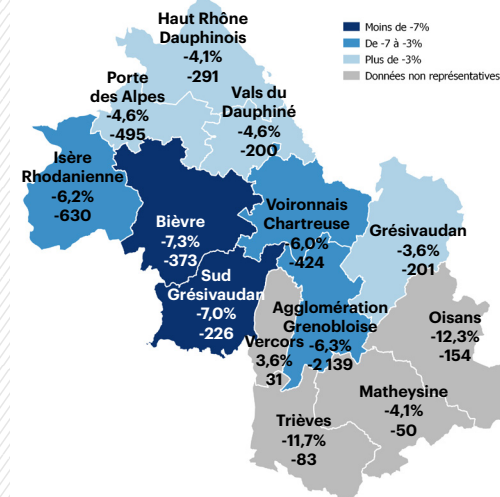 Moins de -7%
De -7 à -3%
Plus de -3%
Données non représentatives
Haut Rhône
Dauphinois
-4,1%
-291
Porte
des Alpes
-4,6%
-495
Vals du
Dauphiné
-4,6%
-200
Isère
Rhodanienne
-6,2%
-630
Bièvre
-7,3%
-373
Voironnais
Chartreuse
-6,0%
-424
Grésivaudan
-3,6%
-201
Sud
Grésivaudan
-7,0%
-226
Agglomération
Grenobloise
-6,3%
-2 139
Vercors
3,6%
31
Oisans
-12,3%
-154
Matheysine
-4,1%
-50
Trièves
-11,7%
-83